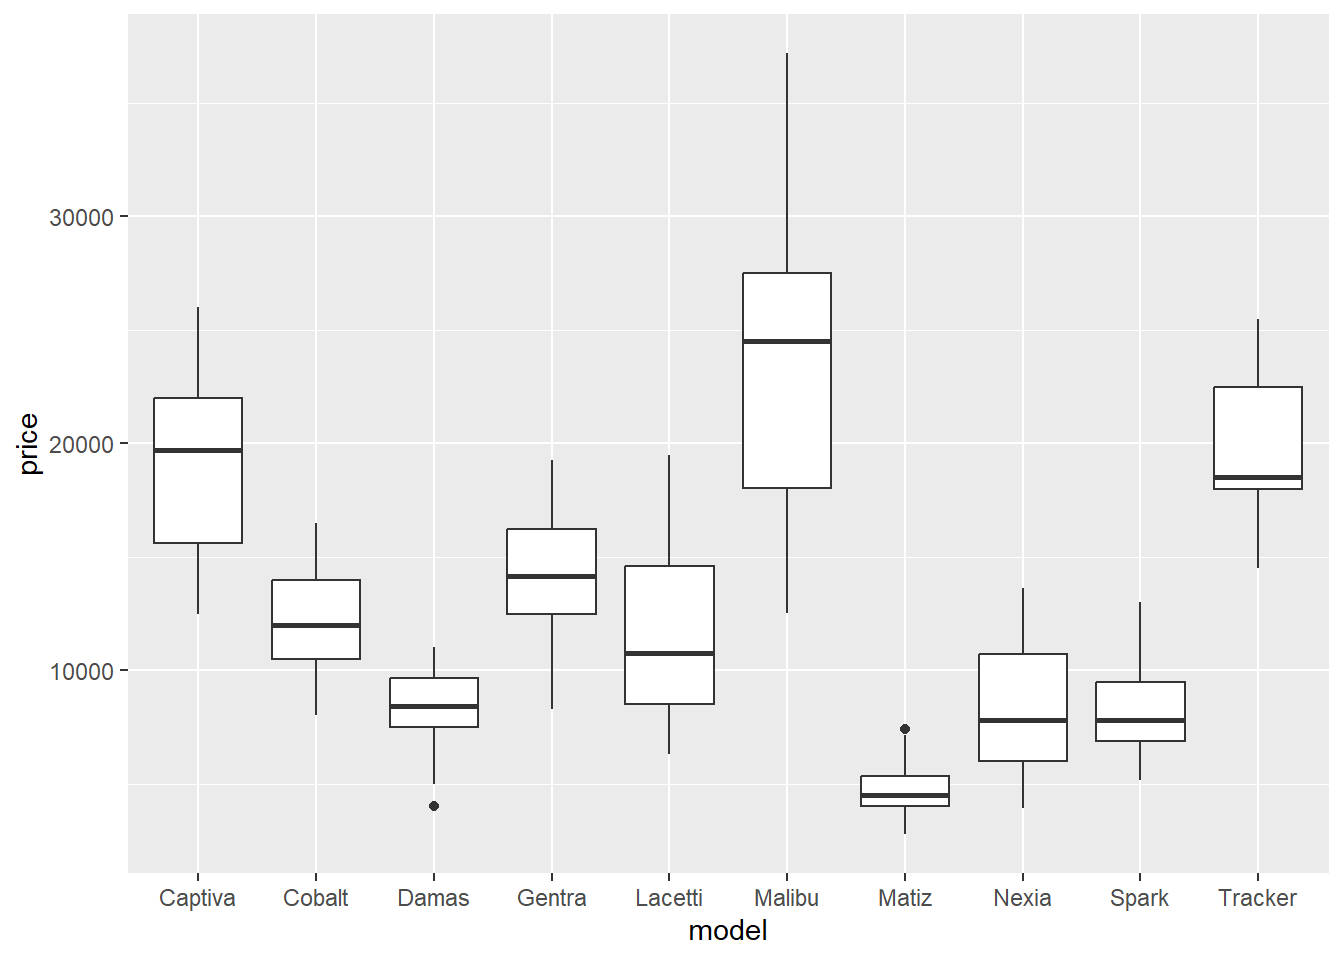 price
30000
20000
10000
Captiva Cobalt Damas Gentra Lacetti Malibu Matiz Nexia Spark Tracker
model